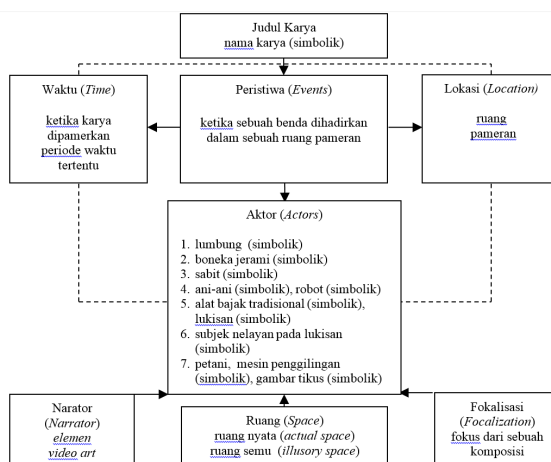 Judul Karya
nama karya (simbolik)
Waktu (Time)
ketika karya
dipamerkan
periode waktu
tertentu
Peristiwa (Events)
ketika sebuah benda dihadirkan
dalam sebuah ruang pameran
Lokasi (Location)
ruang
pameran
Aktor (Actors)
1. lumbung (simbolik)
2. boneka jerami (simbolik)
3. sabit (simbolik)
4. ani-ani (simbolik), robot (simbolik)
5. alat bajak tradisional (simbolik),
lukisan (simbolik)
6. subjek nelayan pada lukisan
(simbolik)
7. petani, mesin penggilingan
(simbolik), gambar tikus (simbolik)
Narator
(Narrator)
elemen
video art
Ruang (Space)
ruang nyata (actual space)
ruang semu (illusory space)
Fokalisasi
(Focalization)
fokus dari sebuah
komposisi